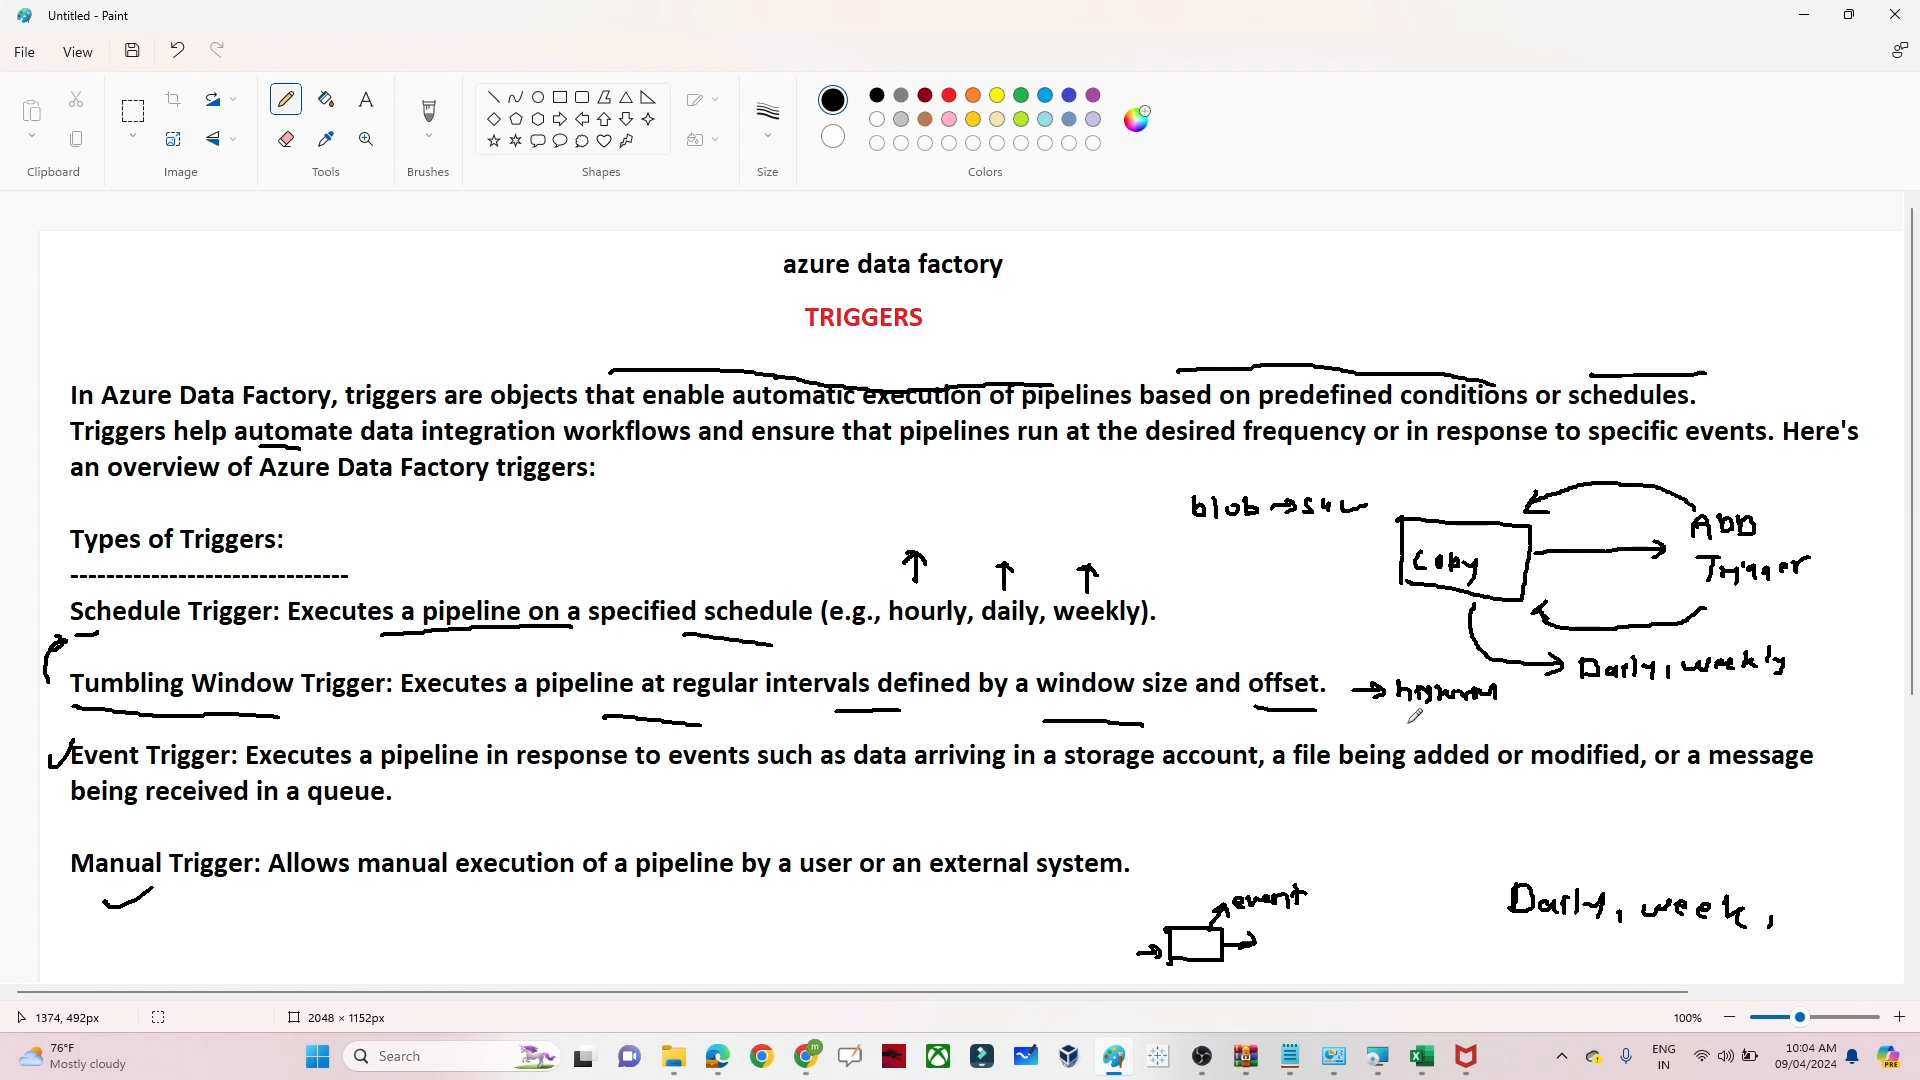 Untitled - Paint
File
View
Clipboard
Image
Tools
Brushes
Shapes
Size
Colors
azure data factory
TRIGGERS
In Azure Data Factory, triggers are objects that enable automatic execution of pipelines based on predefined conditions or schedules.
Triggers help automate data integration workflows and ensure that pipelines run at the desired frequency or in response to specific events. Here's
an overview of Azure Data Factory triggers:
blob → SQL
ADD
Types of Triggers:
Copy
Trigger
-------------------------------
Schedule Trigger: Executes a pipeline on a specified schedule (e.g., hourly, daily, weekly).
Daily, weekly
Tumbling Window Trigger: Executes a pipeline at regular intervals defined by a window size and offset.
Event Trigger: Executes a pipeline in response to events such as data arriving in a storage account, a file being added or modified, or a message
being received in a queue.
Manual Trigger: Allows manual execution of a pipeline by a user or an external system.
event
Daily, week,
1374, 492px
2048 × 1152px
100%
76°F
Mostly cloudy
Search
ENG
IN
10:04 AM
09/04/2024